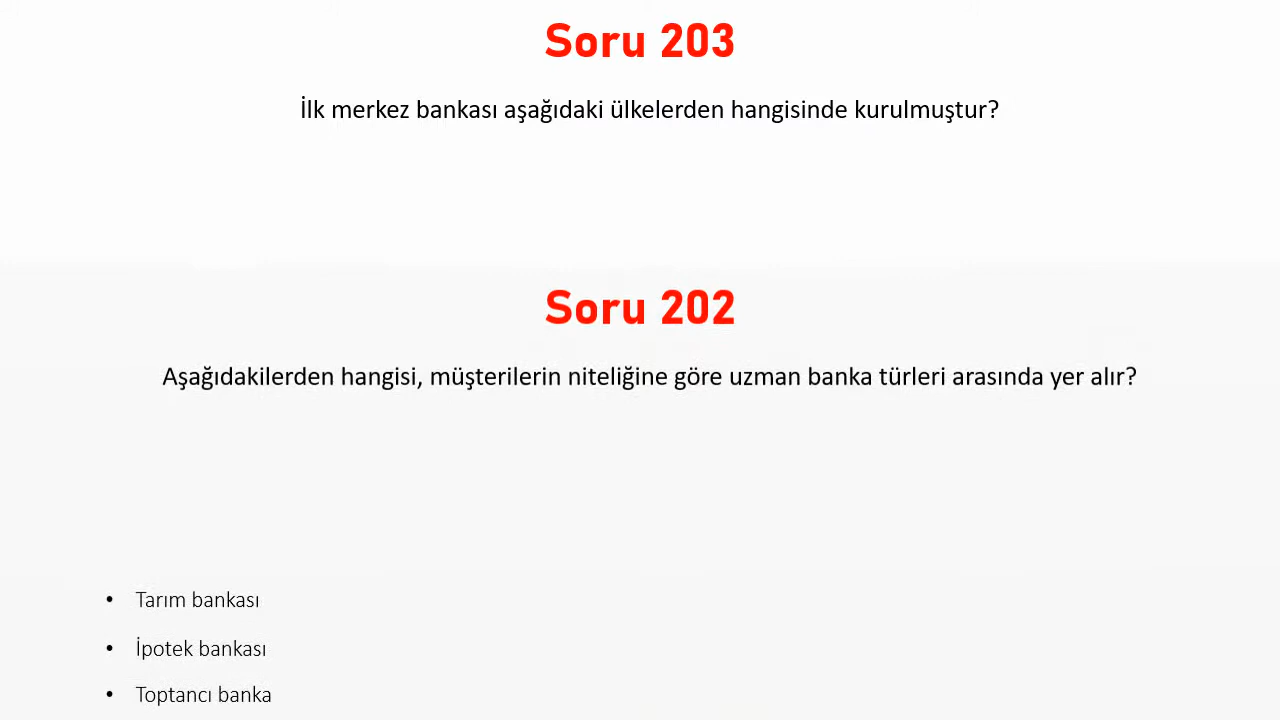 Soru 203
İlk merkez bankası aşağıdaki ülkelerden hangisinde kurulmuştur?
Soru 202
Aşağıdakilerden hangisi, müşterilerin niteliğine göre uzman banka türleri arasında yer alır?
• Tarım bankası
• İpotek bankası
• Toptancı banka